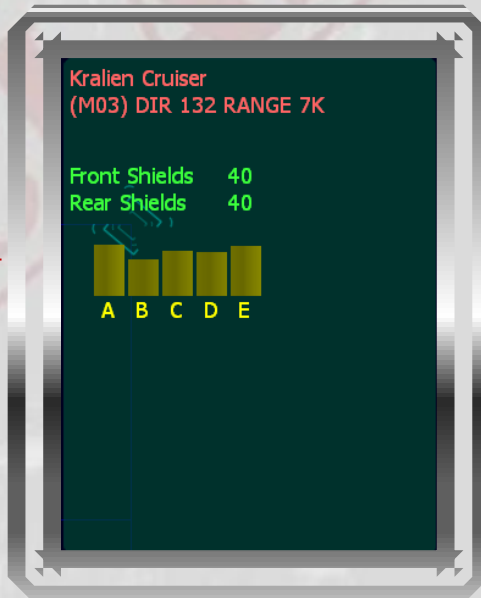 Kralien Cruiser
(M03) DIR 132 RANGE 7K
Front Shields 40
Rear Shields 40
A B C D E